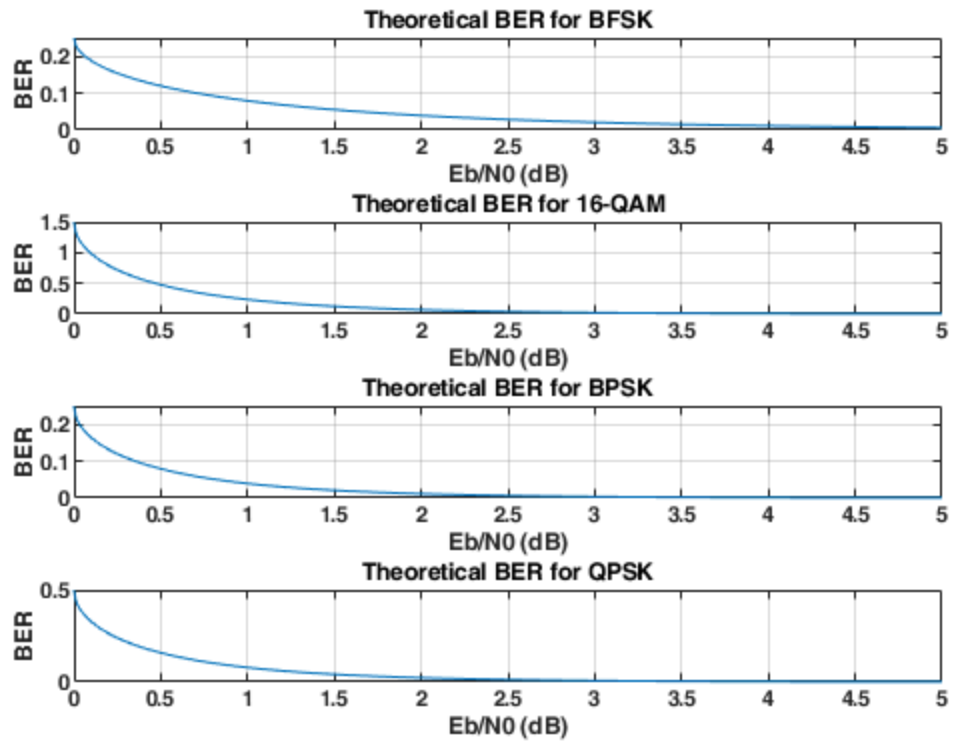 Theoretical BER for BFSK
BER
0.2
0.1
0
0 0.5 1 1.5 2 2.5 3 3.5 4 4.5 5
Eb/N0 (dB)
Theoretical BER for 16-QAM
BER
1.5
1
0.5
0
0 0.5 1 1.5 2 2.5 3 3.5 4 4.5 5
Eb/N0 (dB)
Theoretical BER for BPSK
BER
0.2
0.1
0
0 0.5 1 1.5 2 2.5 3 3.5 4 4.5 5
Eb/N0 (dB)
Theoretical BER for QPSK
BER
0.5
0
0 0.5 1 1.5 2 2.5 3 3.5 4 4.5 5
Eb/N0 (dB)